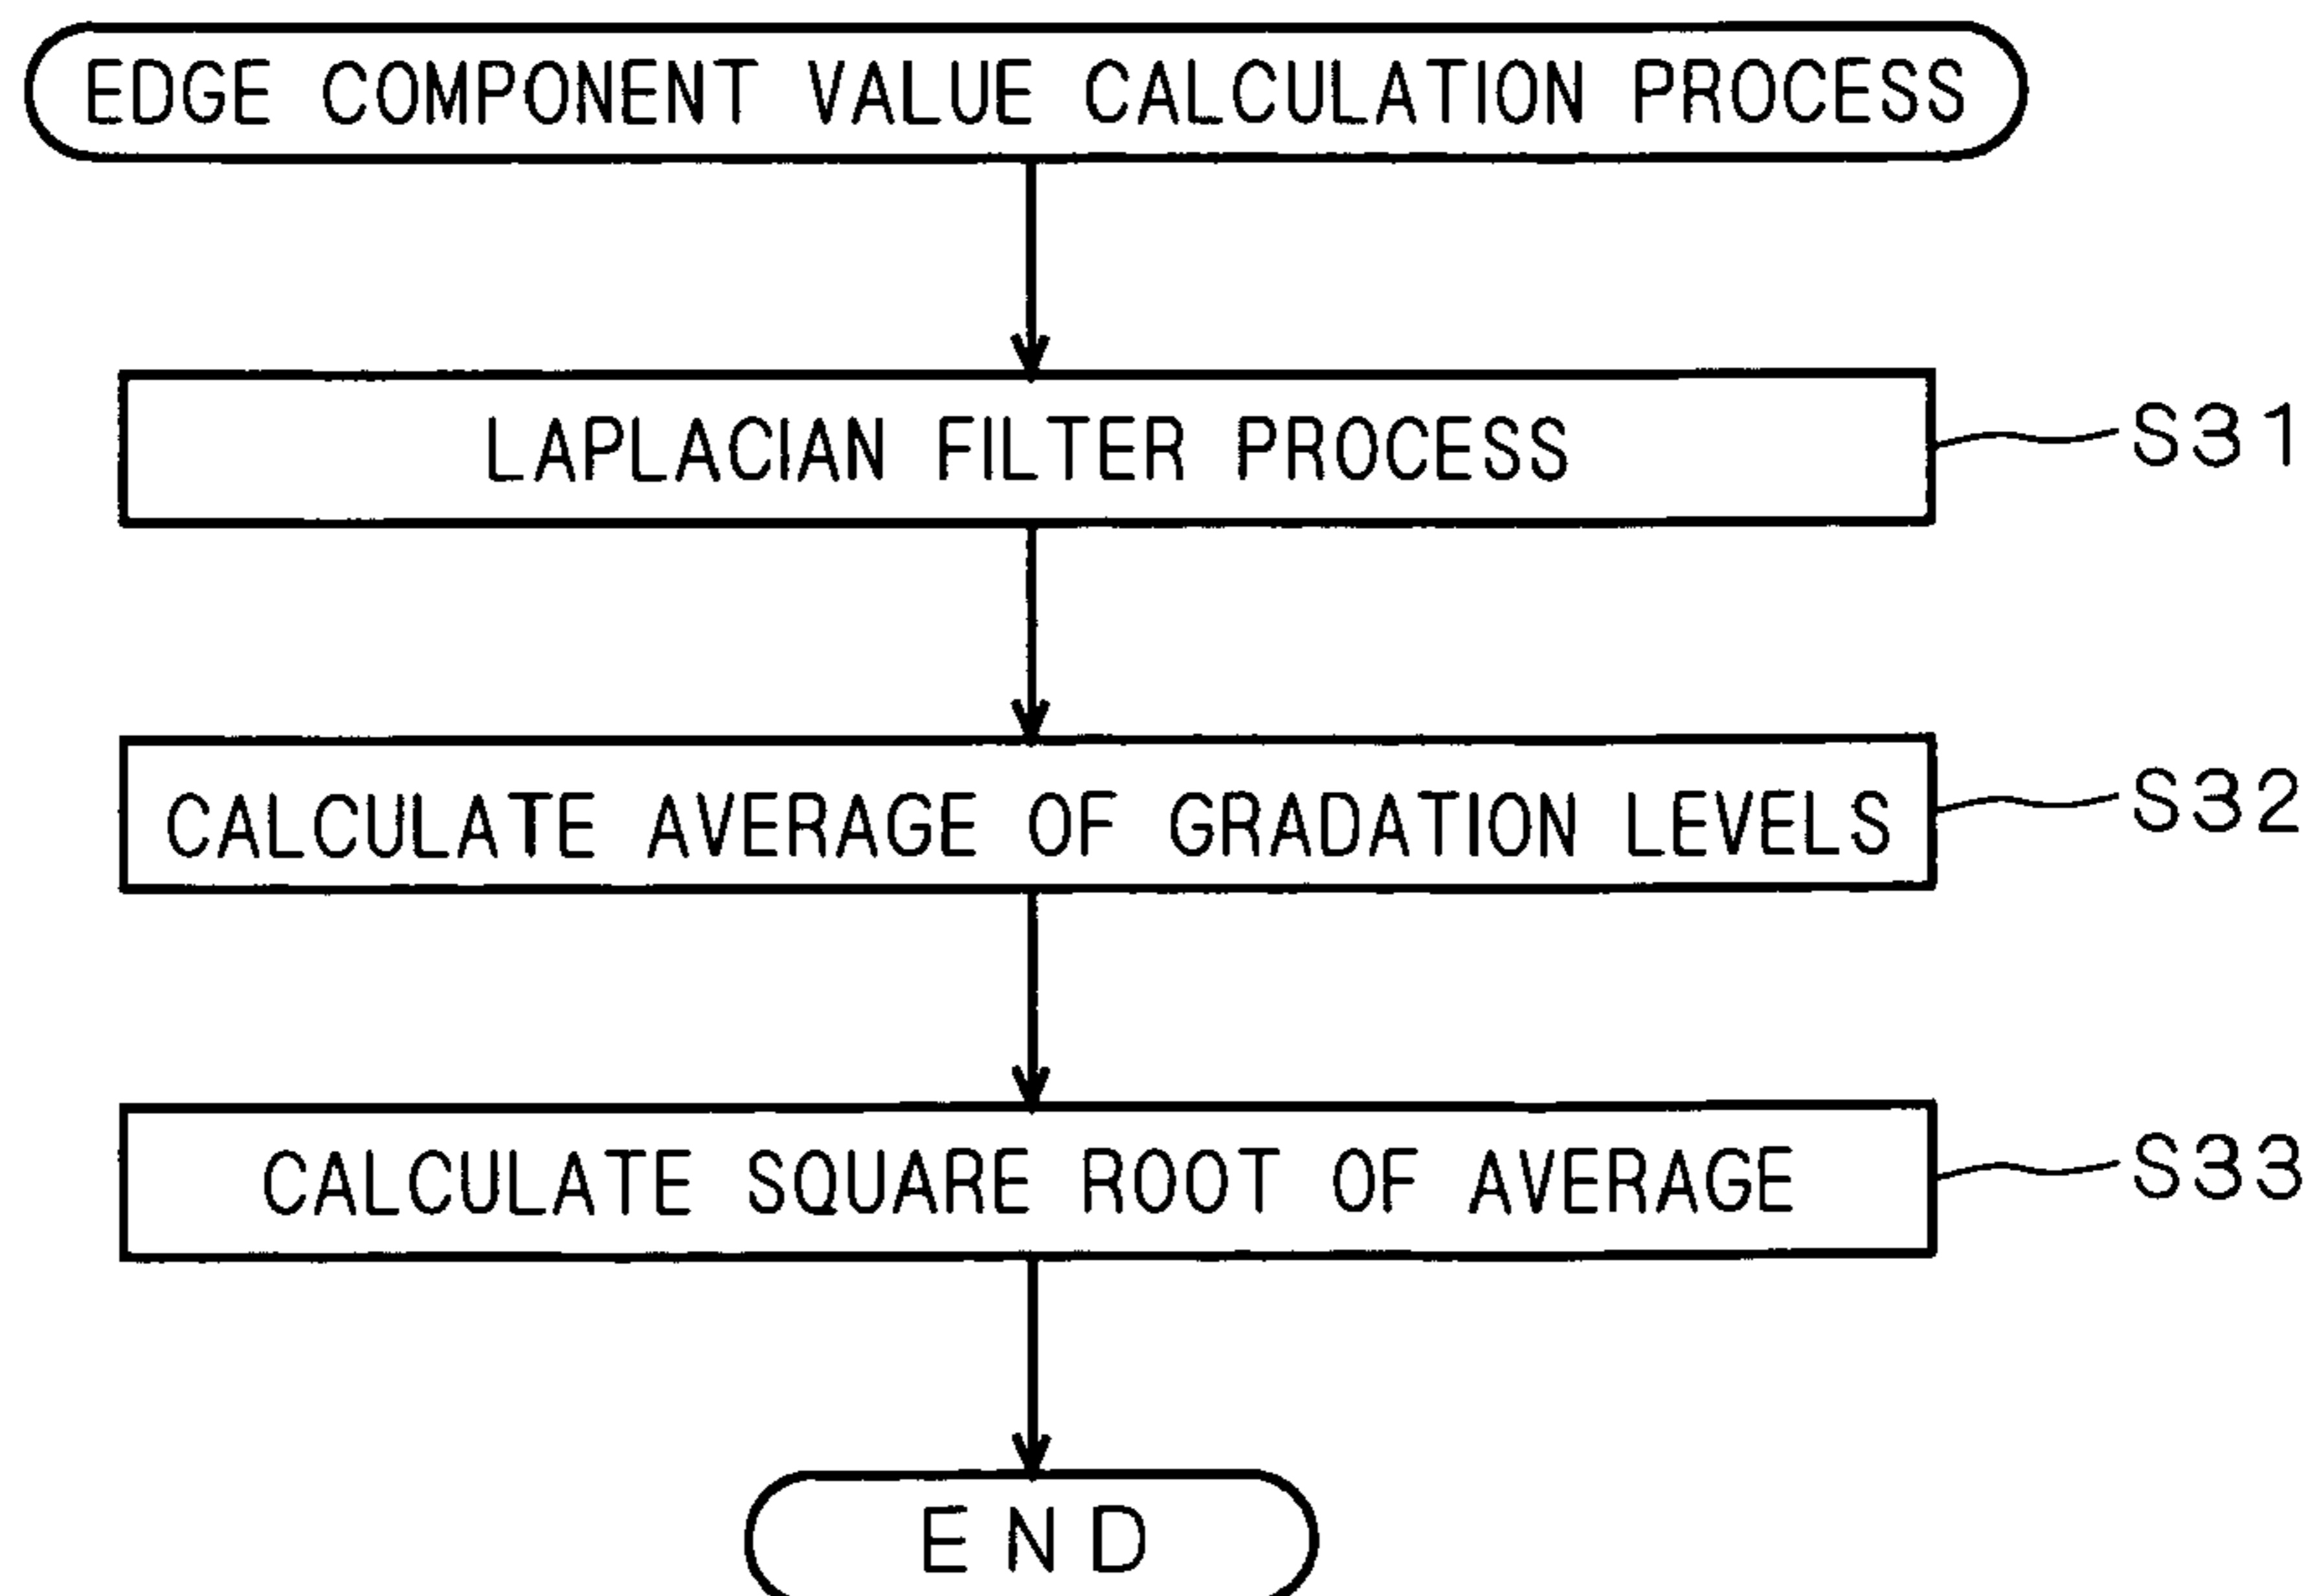 EDGE COMPONENT VALUE CALCULATION PROCESS
LAPLACIAN FILTER PROCESS
S31
CALCULATE AVERAGE OF GRADATION LEVELS
S32
CALCULATE SQUARE ROOT OF AVERAGE
S33
END